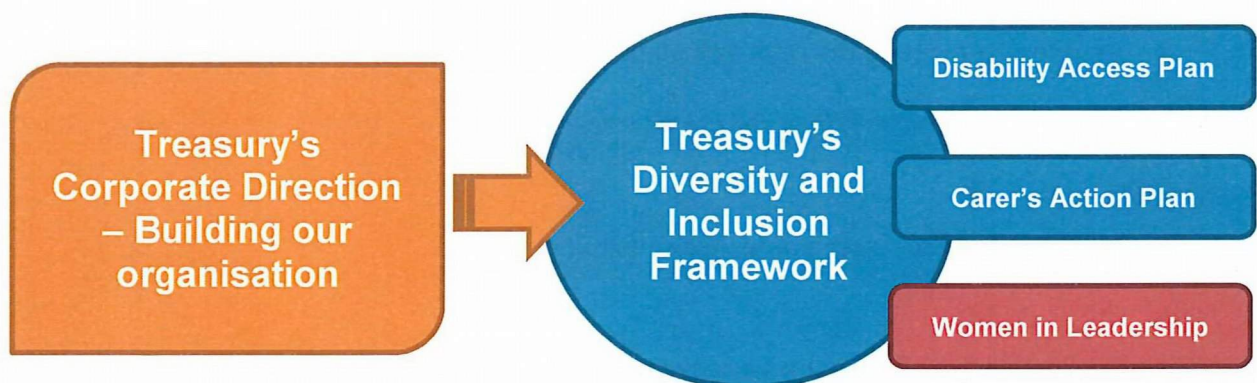 Treasury's
Corporate Direction
– Building our
organisation
Treasury's
Diversity and
Inclusion
Framework
Disability Access Plan
Carer's Action Plan
Women in Leadership